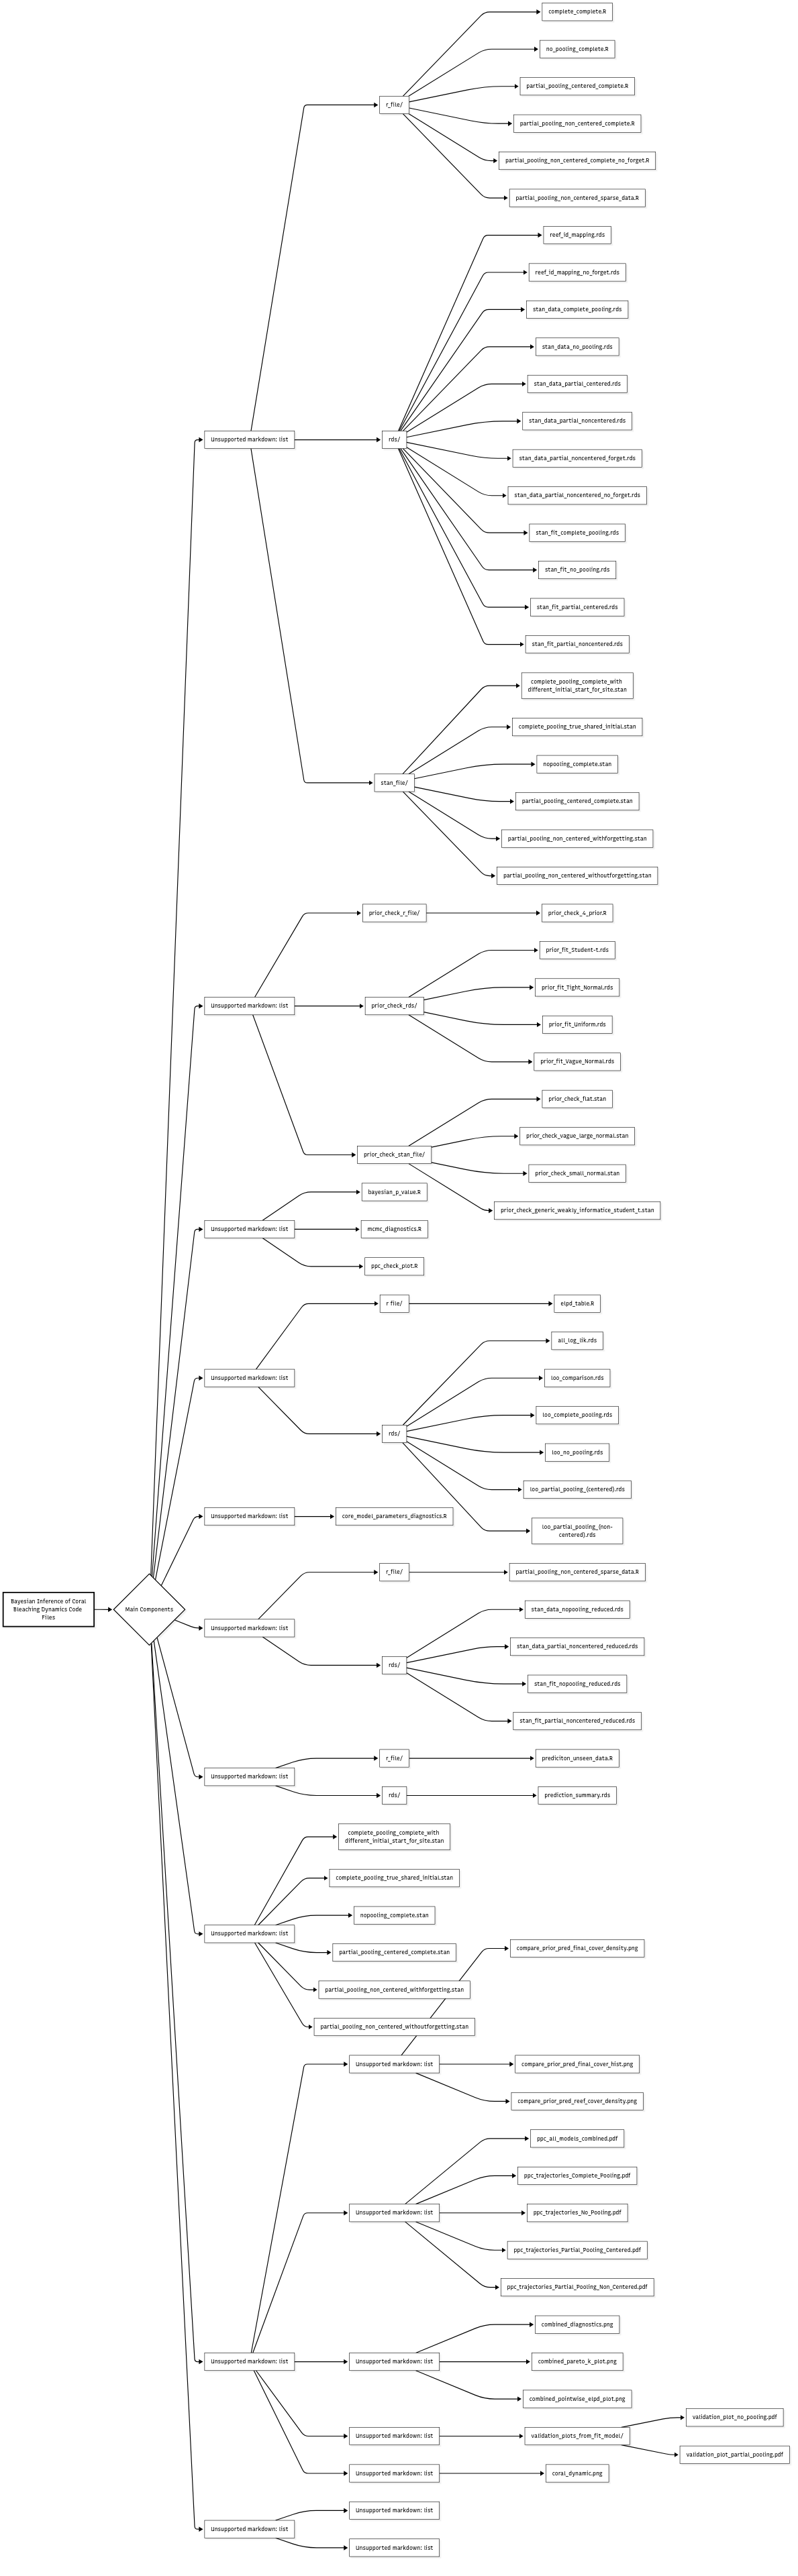 complete_complete.R
no_pooling_complete.R
partial_pooling_centered_complete.R
r_file/
partial_pooling_non_centered_complete.R
partial_pooling_non_centered_complete_no_forget.R
partial_pooling_non_centered_sparse_data.R
reef_id_mapping.rds
reef_id_mapping_no_forget.rds
stan_data_complete_pooling.rds
stan_data_no_pooling.rds
stan_data_partial_centered.rds
stan_data_partial_noncentered.rds
Unsupported markdown: list
rds/
stan_data_partial_noncentered_forget.rds
stan_data_partial_noncentered_no_forget.rds
stan_fit_complete_pooling.rds
stan_fit_no_pooling.rds
stan_fit_partial_centered.rds
stan_fit_partial_noncentered.rds
complete_pooling_complete_with
different_initial_start_for_site.stan
complete_pooling_true_shared_initial.stan
nopooling_complete.stan
stan_file/
partial_pooling_centered_complete.stan
partial_pooling_non_centered_withforgetting.stan
partial_pooling_non_centered_withoutforgetting.stan
prior_check_r_file/
prior_check_4_prior.R
prior_fit_Student-t.rds
prior_fit_Tight_Normal.rds
Unsupported markdown: list
prior_check_rds/
prior_fit_Uniform.rds
prior_fit_Vague_Normal.rds
prior_check_flat.stan
prior_check_vague_large_normal.stan
prior_check_stan_file/
prior_check_small_normal.stan
prior_check_generic_weakly_informatice_student_t.stan
bayesian_p_value.R
Unsupported markdown: list
mcmc_diagnostics.R
ppc_check_plot.R
r file/
elpd_table.R
all_log_lik.rds
Unsupported markdown: list
loo_comparison.rds
loo_complete_pooling.rds
rds/
loo_no_pooling.rds
loo_partial_pooling_(centered).rds
Unsupported markdown: list
core_model_parameters_diagnostics.R
loo_partial_pooling_(non-
centered).rds
r_file/
partial_pooling_non_centered_sparse_data.R
Bayesian Inference of Coral
Bleaching Dynamics Code
Files
Main Components
stan_data_nopooling_reduced.rds
Unsupported markdown: list
stan_data_partial_noncentered_reduced.rds
rds/
stan_fit_nopooling_reduced.rds
stan_fit_partial_noncentered_reduced.rds
r_file/
prediciton_unseen_data.R
Unsupported markdown: list
rds/
prediction_summary.rds
complete_pooling_complete_with
different_initial_start_for_site.stan
complete_pooling_true_shared_initial.stan
nopooling_complete.stan
Unsupported markdown: list
partial_pooling_centered_complete.stan
compare_prior_pred_final_cover_density.png
partial_pooling_non_centered_withforgetting.stan
partial_pooling_non_centered_withoutforgetting.stan
Unsupported markdown: list
compare_prior_pred_final_cover_hist.png
compare_prior_pred_reef_cover_density.png
ppc_all_models_combined.pdf
ppc_trajectories_Complete_Pooling.pdf
Unsupported markdown: list
ppc_trajectories_No_Pooling.pdf
ppc_trajectories_Partial_Pooling_Centered.pdf
ppc_trajectories_Partial_Pooling_Non_Centered.pdf
combined_diagnostics.png
Unsupported markdown: list
Unsupported markdown: list
combined_pareto_k_plot.png
combined_pointwise_elpd_plot.png
validation_plot_no_pooling.pdf
Unsupported markdown: list
validation_plots_from_fit_model/
validation_plot_partial_pooling.pdf
Unsupported markdown: list
coral_dynamic.png
Unsupported markdown: list
Unsupported markdown: list
Unsupported markdown: list